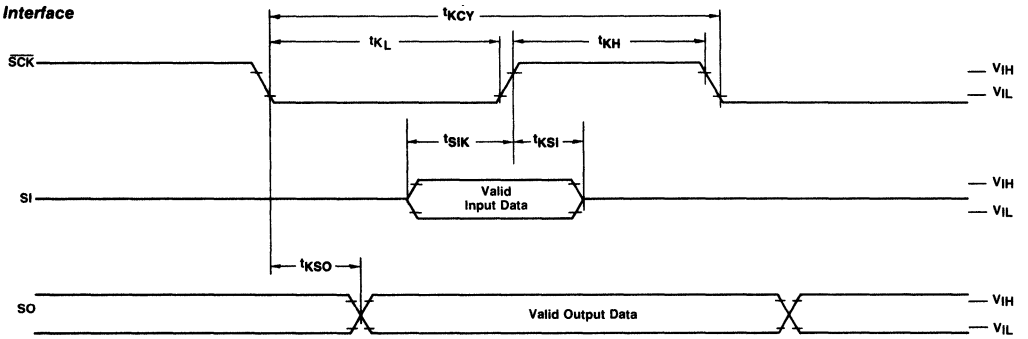 Interface
tKCY
tKL
tKH
SCK
VIH
VIL
tSIK
tKSI
SI
Valid
Input Data
VIH
VIL
tKSO
SO
Valid Output Data
VIH
VIL